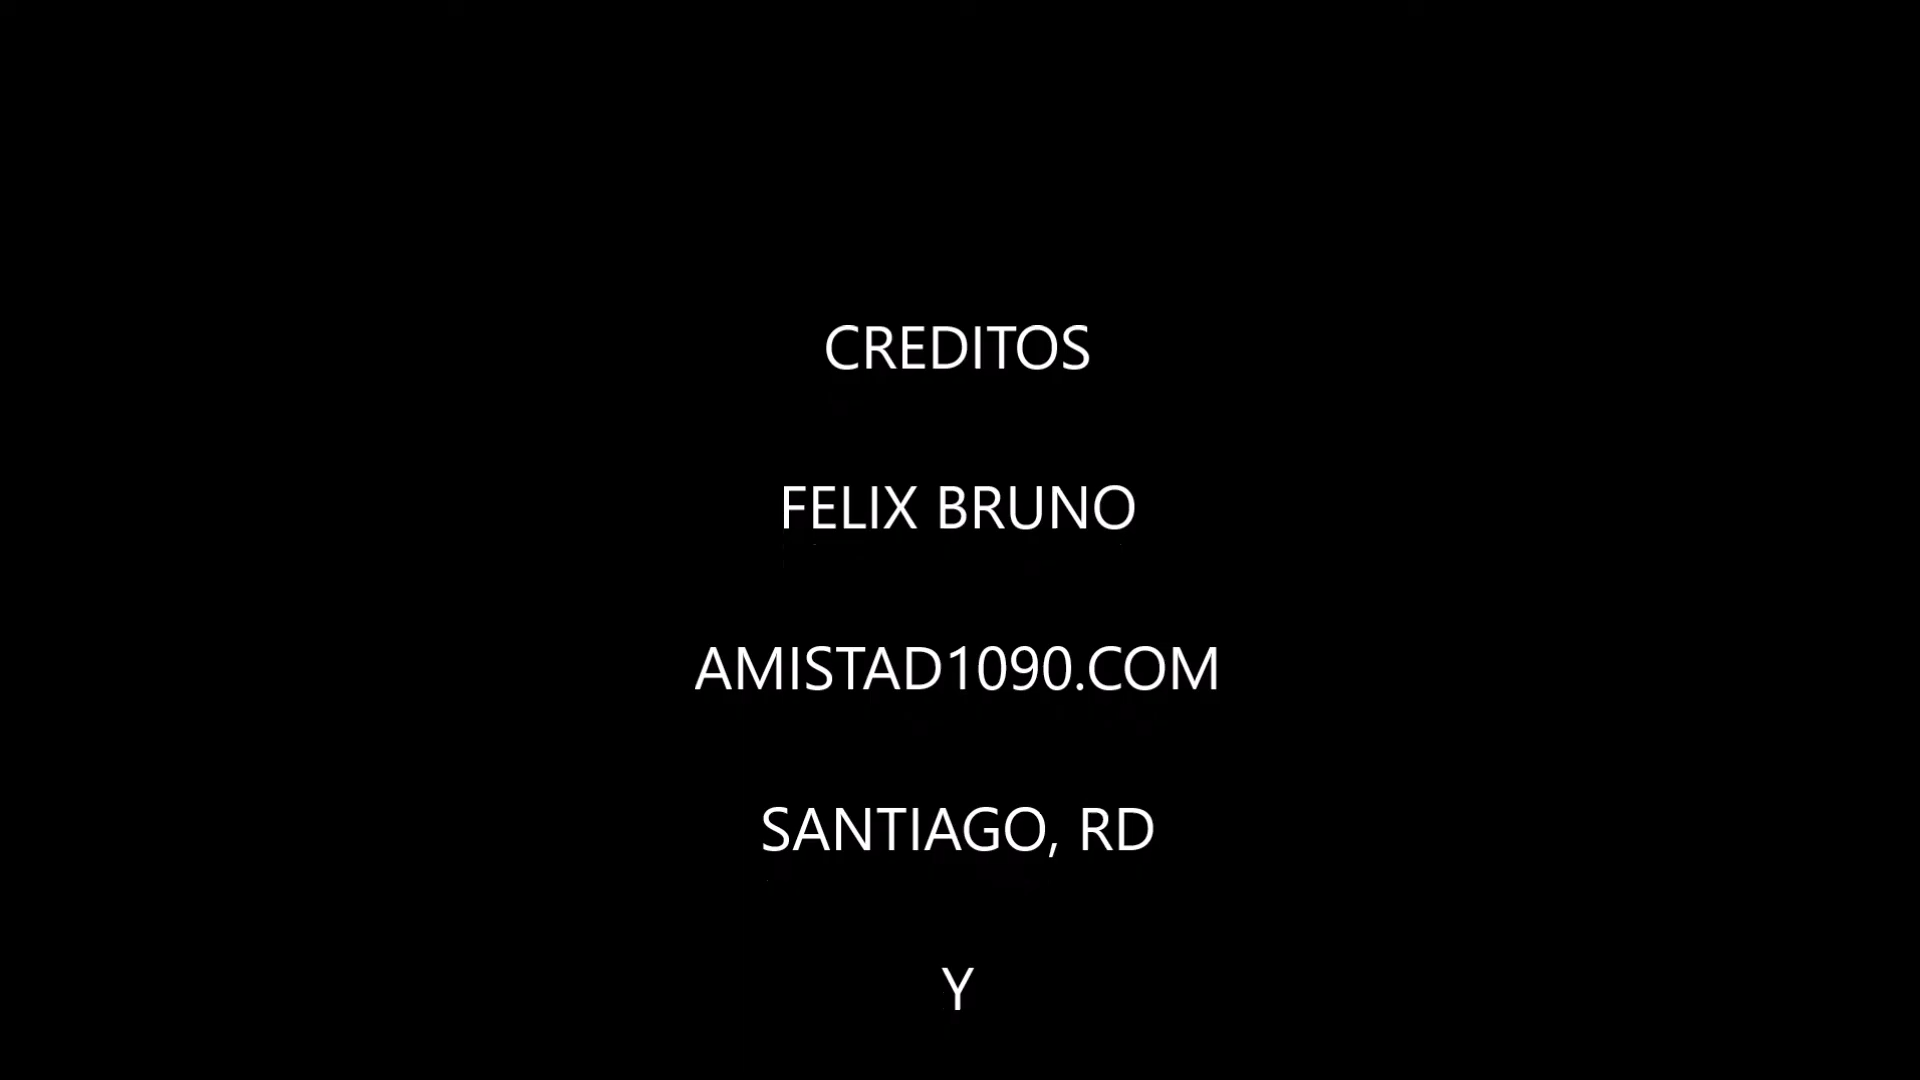 CREDITOS
FELIX BRUNO
AMISTAD1090.COM
SANTIAGO, RD
Y